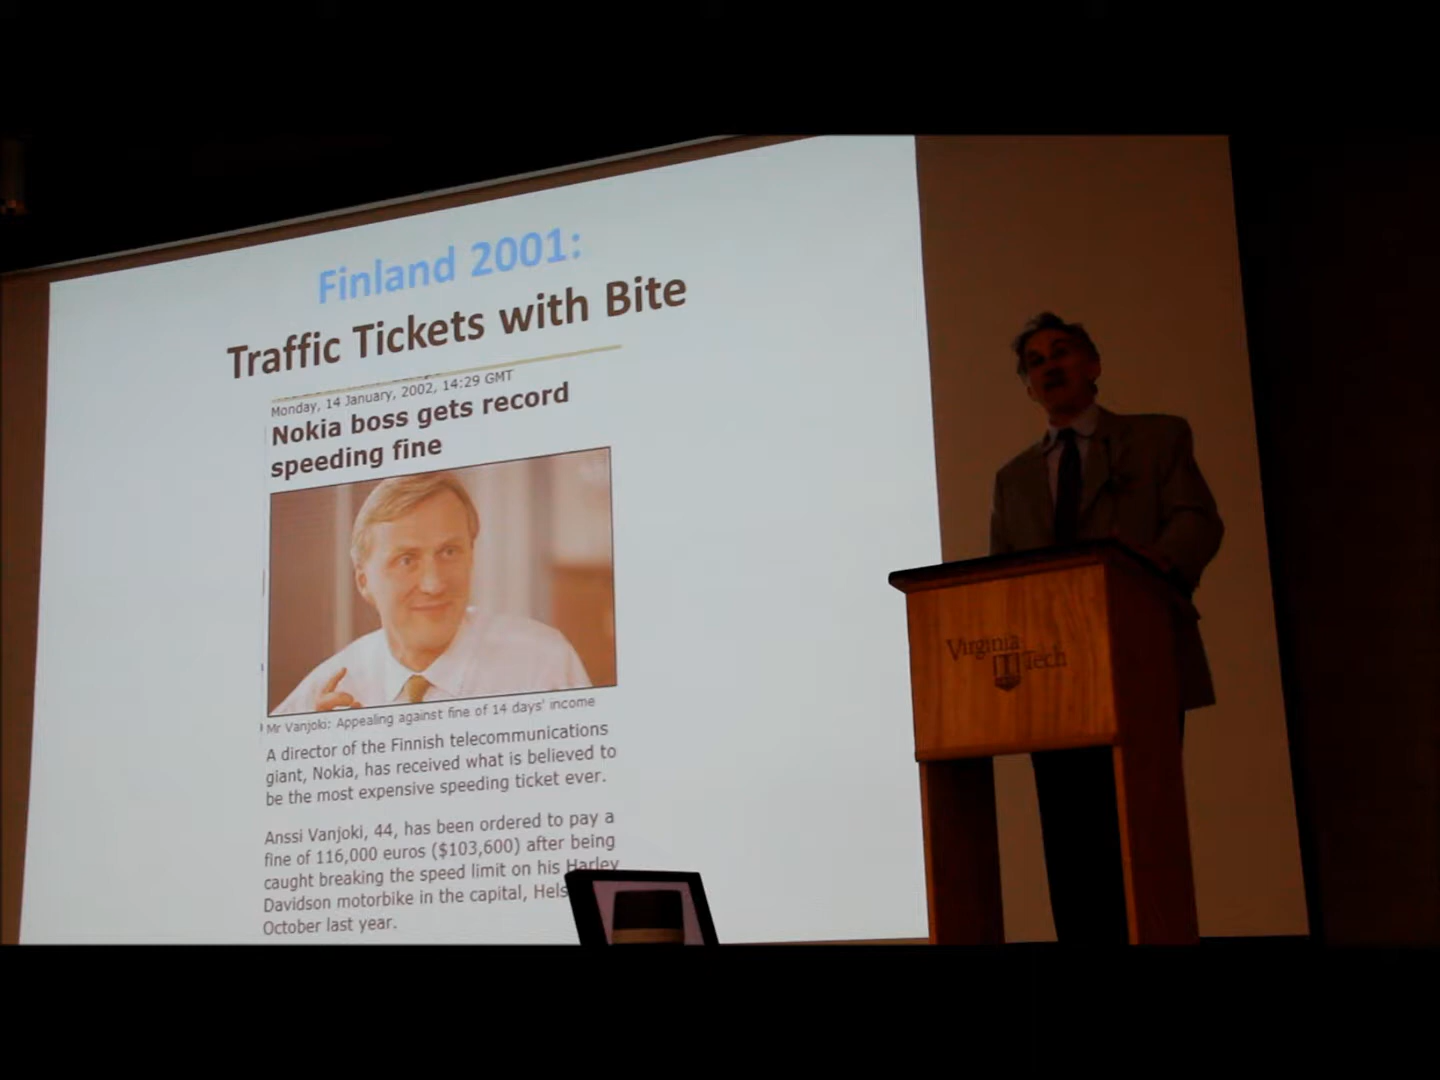 Finland 2001:
Traffic Tickets with Bite
Monday, 14 January, 2002, 14:29 GMT
Nokia boss gets record
speeding fine
Mr Vanjoki: Appealing against fine of 14 days' income
A director of the Finnish telecommunications
giant, Nokia, has received what is believed to
be the most expensive speeding ticket ever.
Anssi Vanjoki, 44, has been ordered to pay a
fine of 116,000 euros ($103,600) after being
caught breaking the speed limit on his Harley
Davidson motorbike in the capital,
October last year.
Virginia
Tech